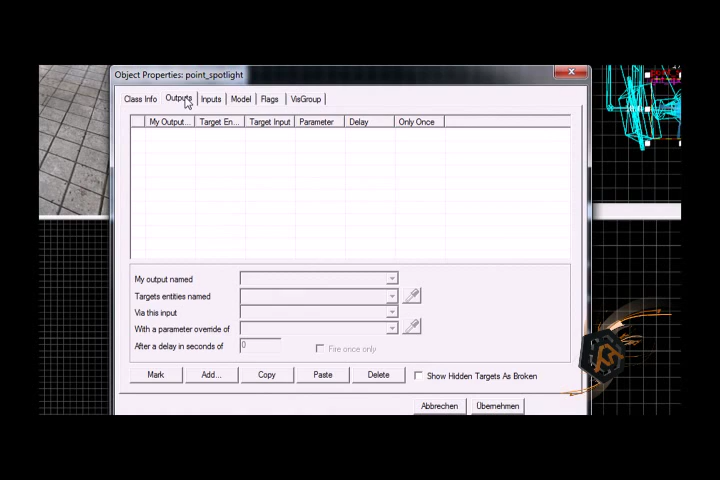 Object Properties: point_spotlight
Class Info Outputs Inputs Model Flags VisGroup
My Output... Target En... Target Input Parameter Delay Only Once
My output named
Targets entities named
Via this input
With a parameter override of
After a delay in seconds of 0 Fire once only
Mark Add... Copy Paste Delete Show Hidden Targets As Broken
Abbrechen Übernehmen